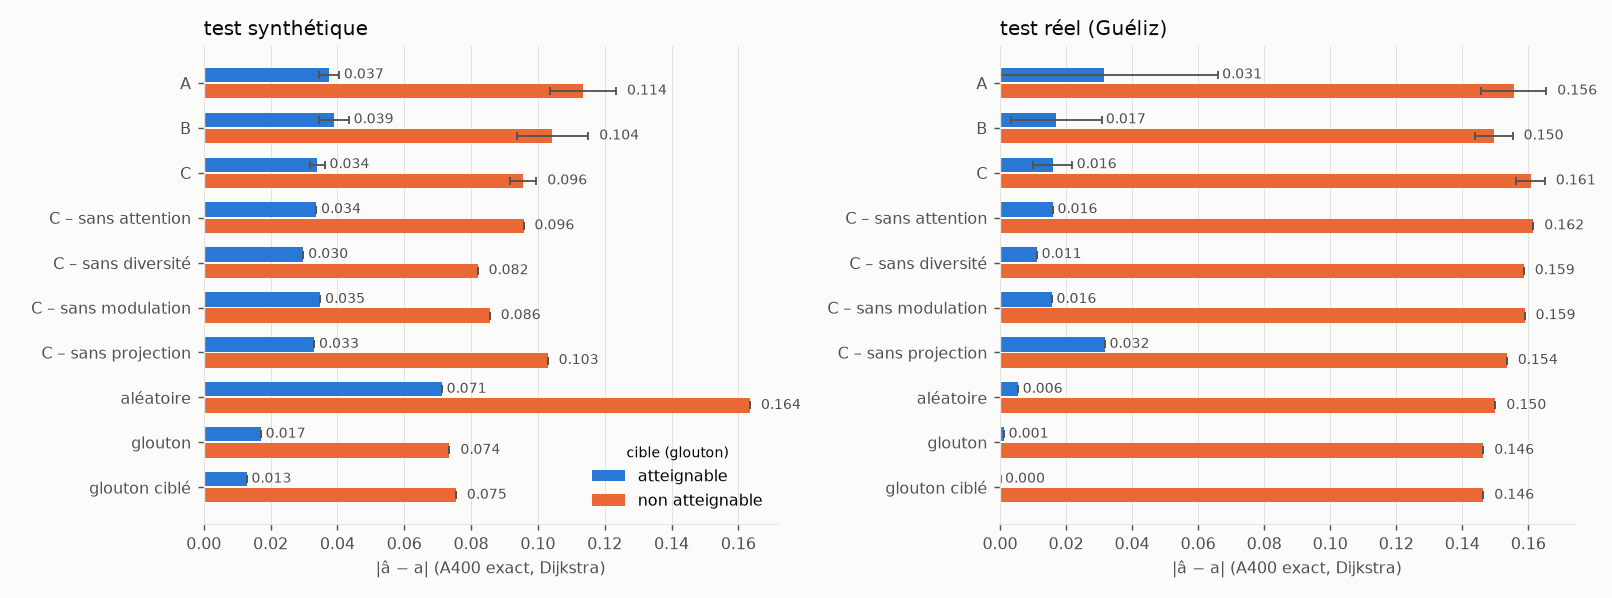 test synthétique
A
0.037
0.114
B
0.039
0.104
C
0.034
0.096
C – sans attention
0.034
0.096
C – sans diversité
0.030
0.082
C – sans modulation
0.035
0.086
C – sans projection
0.033
0.103
aléatoire
0.071
0.164
glouton
0.017
0.074
glouton ciblé
0.013
0.075
cible (glouton)
atteignable
non atteignable
0.00 0.02 0.04 0.06 0.08 0.10 0.12 0.14 0.16
|â − a| (A400 exact, Dijkstra)
test réel (Guéliz)
A
0.031
0.156
B
0.017
0.150
C
0.016
0.161
C – sans attention
0.016
0.162
C – sans diversité
0.011
0.159
C – sans modulation
0.016
0.159
C – sans projection
0.032
0.154
aléatoire
0.006
0.150
glouton
0.001
0.146
glouton ciblé
0.000
0.146
0.00 0.02 0.04 0.06 0.08 0.10 0.12 0.14 0.16
|â − a| (A400 exact, Dijkstra)